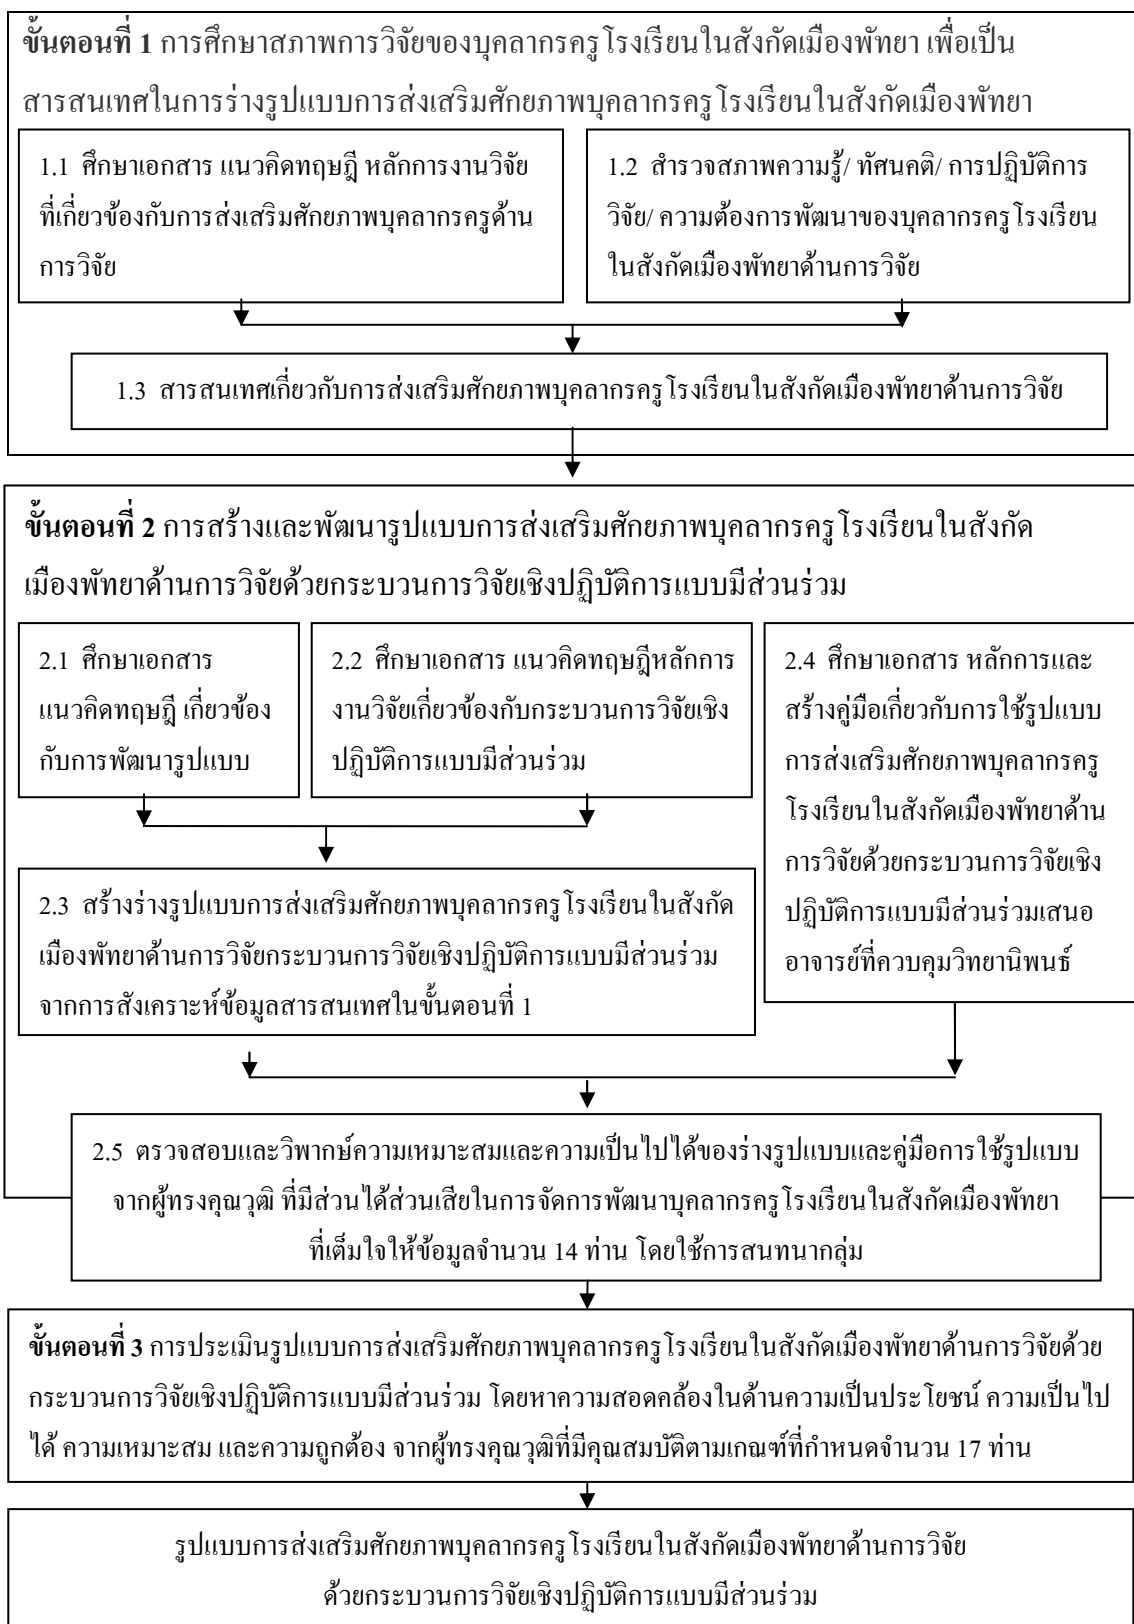 ขั้นตอนที่ 1 การศึกษาสภาพการวิจัยของบุคลากรครูโรงเรียนในสังกัดเมืองพัทยา เพื่อเป็น
สารสนเทศในการร่างรูปแบบการส่งเสริมศักยภาพบุคลากรครูโรงเรียนในสังกัดเมืองพัทยา
1.1 ศึกษาเอกสาร แนวคิดทฤษฎี หลักการงานวิจัย
ที่เกี่ยวข้องกับการส่งเสริมศักยภาพบุคลากรครูด้าน
การวิจัย
1.2 สำรวจสภาพความรู้/ ทัศนคติ/ การปฏิบัติการ
วิจัย/ ความต้องการพัฒนาของบุคลากรครูโรงเรียน
ในสังกัดเมืองพัทยาด้านการวิจัย
1.3 สารสนเทศเกี่ยวกับการส่งเสริมศักยภาพบุคลากรครูโรงเรียนในสังกัดเมืองพัทยาด้านการวิจัย
ขั้นตอนที่ 2 การสร้างและพัฒนารูปแบบการส่งเสริมศักยภาพบุคลากรครูโรงเรียนในสังกัด
เมืองพัทยาด้านการวิจัยด้วยกระบวนการวิจัยเชิงปฏิบัติการแบบมีส่วนร่วม
2.1 ศึกษาเอกสาร
แนวคิดทฤษฎี เกี่ยวข้อง
กับการพัฒนารูปแบบ
2.2 ศึกษาเอกสาร แนวคิดทฤษฎีหลักการ
งานวิจัยเกี่ยวข้องกับกระบวนการวิจัยเชิง
ปฏิบัติการแบบมีส่วนร่วม
2.3 สร้างร่างรูปแบบการส่งเสริมศักยภาพบุคลากรครูโรงเรียนในสังกัด
เมืองพัทยาด้านการวิจัยกระบวนการวิจัยเชิงปฏิบัติการแบบมีส่วนร่วม
จากการสังเคราะห์ข้อมูลสารสนเทศในขั้นตอนที่ 1
2.4 ศึกษาเอกสาร หลักการและ
สร้างคู่มือเกี่ยวกับการใช้รูปแบบ
การส่งเสริมศักยภาพบุคลากรครู
โรงเรียนในสังกัดเมืองพัทยาด้าน
การวิจัยด้วยกระบวนการวิจัยเชิง
ปฏิบัติการแบบมีส่วนร่วมเสนอ
อาจารย์ที่ควบคุมวิทยานิพนธ์
2.5 ตรวจสอบและวิพากษ์ความเหมาะสมและความเป็นไปได้ของร่างรูปแบบและคู่มือการใช้รูปแบบ
จากผู้ทรงคุณวุฒิ ที่มีส่วนได้ส่วนเสียในการจัดการพัฒนาบุคลากรครูโรงเรียนในสังกัดเมืองพัทยา
ที่เต็มใจให้ข้อมูลจำนวน 14 ท่าน โดยใช้การสนทนากลุ่ม
ขั้นตอนที่ 3 การประเมินรูปแบบการส่งเสริมศักยภาพบุคลากรครูโรงเรียนในสังกัดเมืองพัทยาด้านการวิจัยด้วย
กระบวนการวิจัยเชิงปฏิบัติการแบบมีส่วนร่วม โดยหาความสอดคล้องในด้านความเป็นประโยชน์ ความเป็นไป
ได้ ความเหมาะสม และความถูกต้อง จากผู้ทรงคุณวุฒิที่มีคุณสมบัติตามเกณฑ์ที่กำหนดจำนวน 17 ท่าน
รูปแบบการส่งเสริมศักยภาพบุคลากรครูโรงเรียนในสังกัดเมืองพัทยาด้านการวิจัย
ด้วยกระบวนการวิจัยเชิงปฏิบัติการแบบมีส่วนร่วม